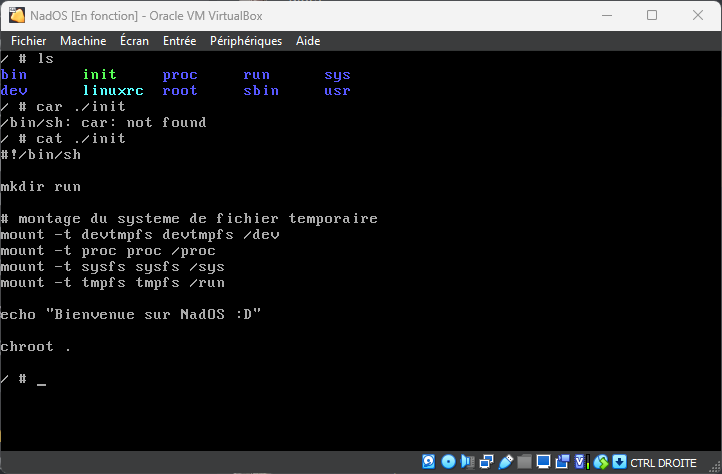 NadOS [En fonction] - Oracle VM VirtualBox
Fichier Machine Écran Entrée Périphériques Aide
/ # ls
bin init proc run sys
dev linuxrc root sbin usr
/ # car ./init
/bin/sh: car: not found
/ # cat ./init
#!/bin/sh
mkdir run
# montage du systeme de fichier temporaire
mount -t devtmpfs devtmpfs /dev
mount -t proc proc /proc
mount -t sysfs sysfs /sys
mount -t tmpfs tmpfs /run
echo "Bienvenue sur NadOS :D"
chroot .
/ # _
CTRL DROITE